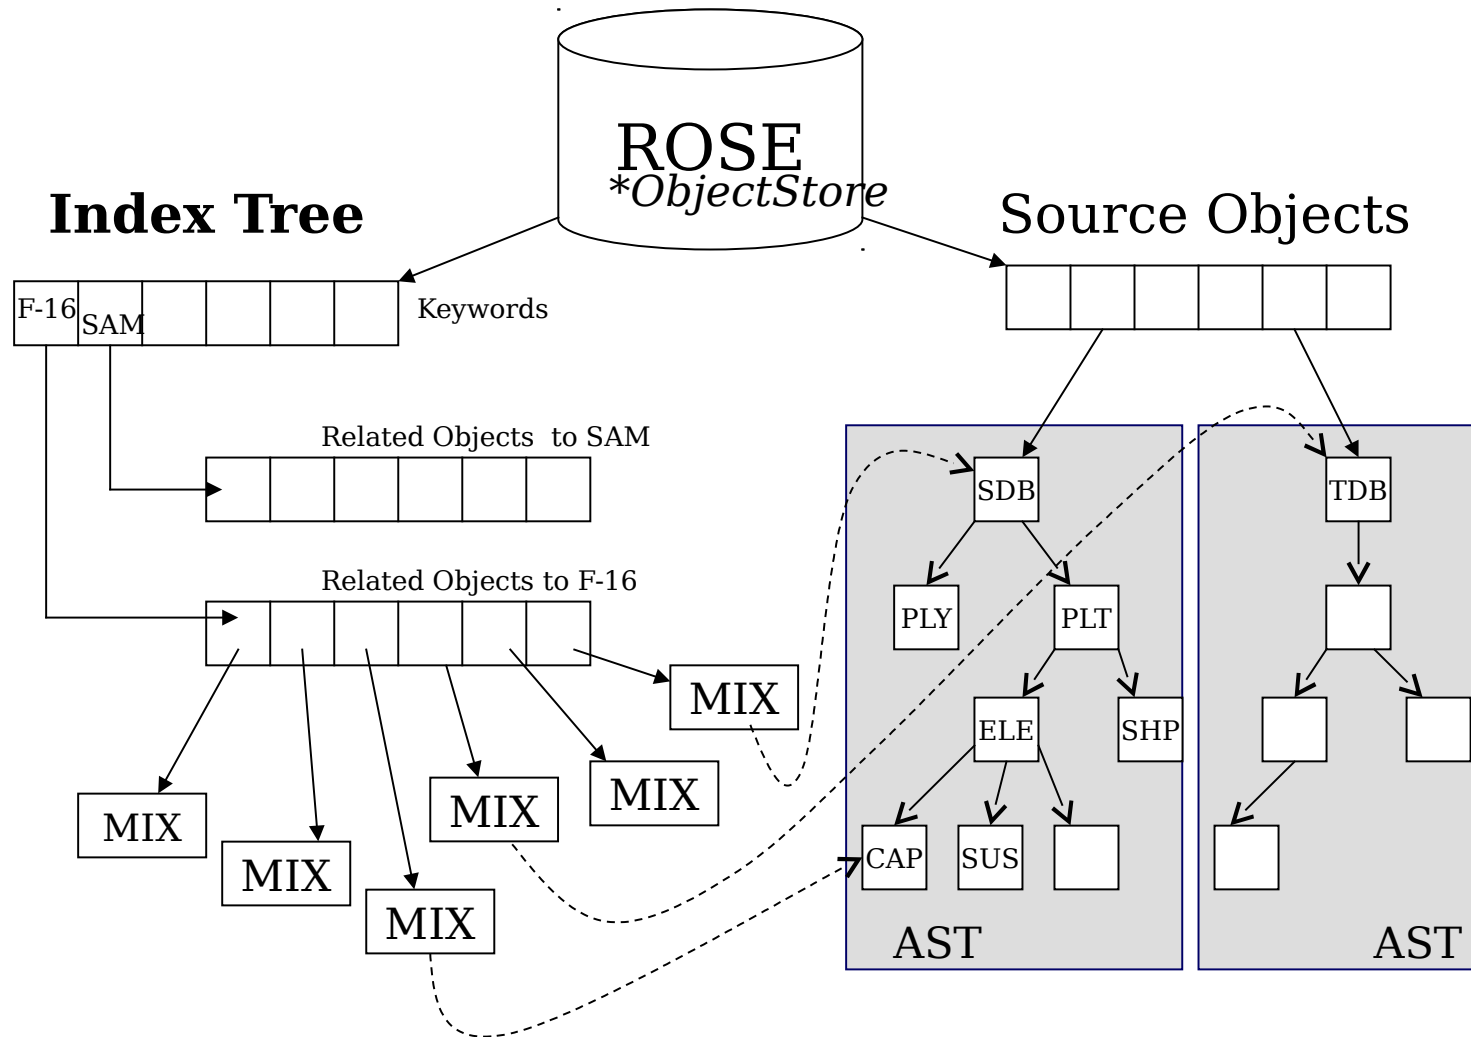 ROSE
*ObjectStore
Index Tree
Source Objects
F-16
SAM
Keywords
Related Objects  to SAM
Related Objects to F-16
SDB
TDB
PLY
PLT
MIX
ELE
SHP
MIX
MIX
MIX
MIX
MIX
CAP
SUS
AST
AST